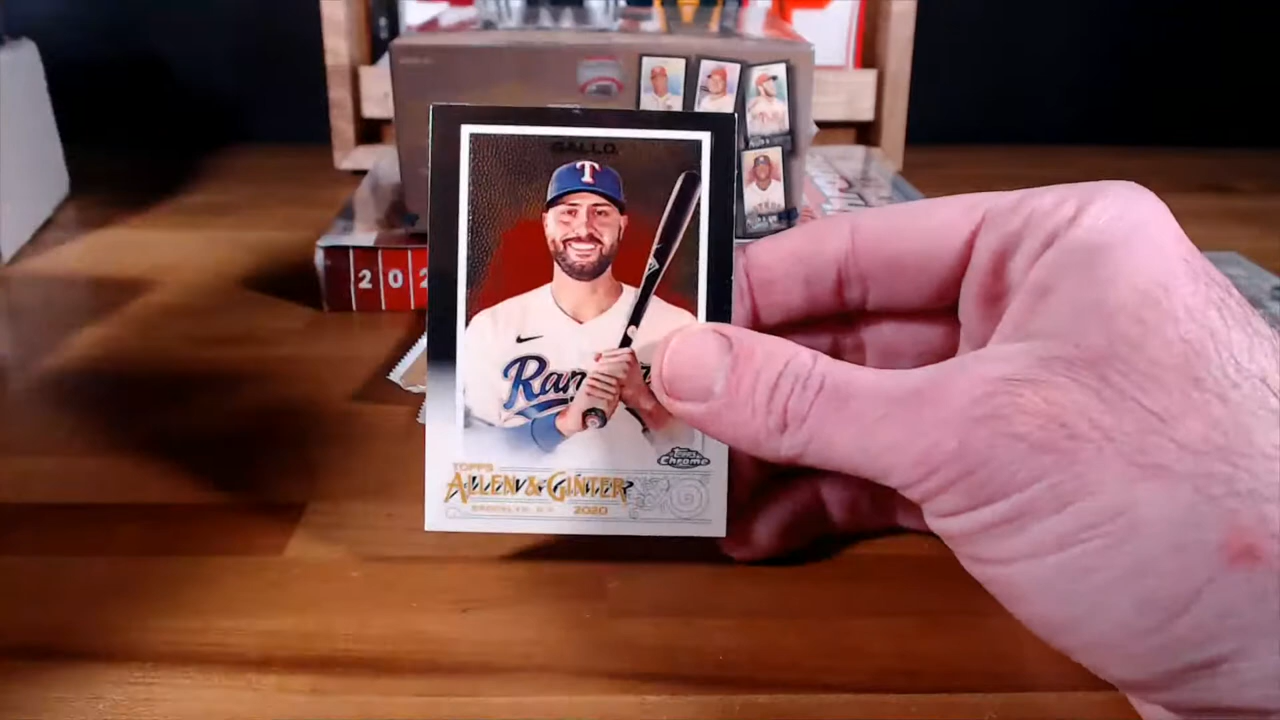 GALLO
T
Ran
Topps
Chrome
TOPPS
ALLEN & GINTER
BROOKLYN, N.Y. 2020
202